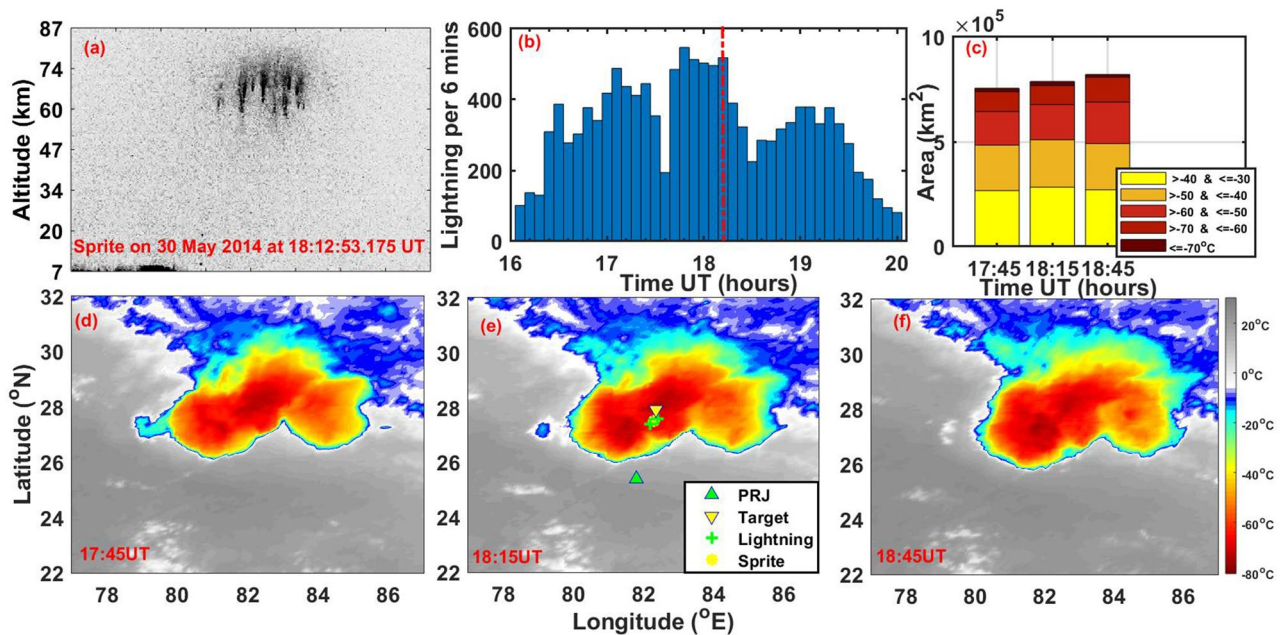 87
74
60
47
34
20
7
Altitude (km)
(a)
Sprite on 30 May 2014 at 18:12:53.175 UT
600
400
200
0
Lightning per 6 mins
(b)
16
17
18
19
20
Time UT (hours)
×10⁵
10
5
0
Area (km²)
(c)
>-40 & <=-30
>-50 & <=-40
>-60 & <=-50
>-70 & <=-60
<=-70°C
17:45 18:15 18:45
Time UT (hours)
32
30
28
26
24
22
Latitude (°N)
(d)
17:45UT
78
80
82
84
86
32
30
28
26
24
22
(e)
18:15UT
PRJ
Target
Lightning
Sprite
78
80
82
84
86
Longitude (°E)
32
30
28
26
24
22
(f)
18:45UT
78
80
82
84
86
20°C
0°C
-20°C
-40°C
-60°C
-80°C